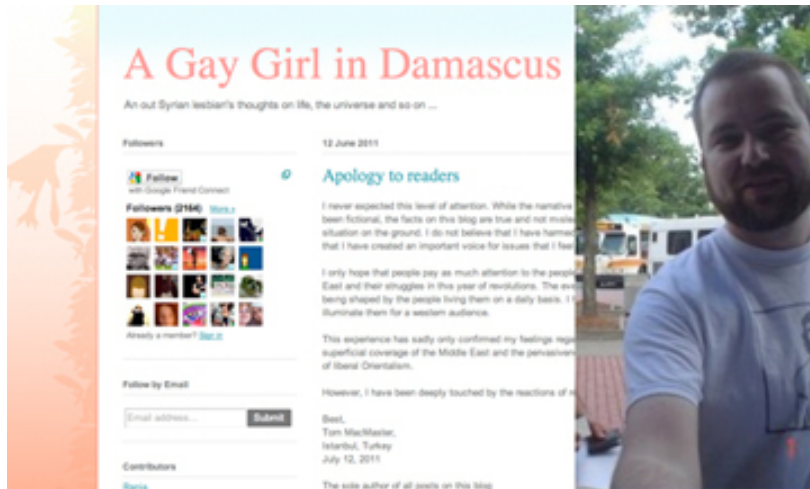 A Gay Girl in Damascus
An out Syrian lesbian's thoughts on life, the universe and so on ...
Followers
Follow
with Google Friend Connect
Followers (2164) More »
Already a member? Sign in
Follow by Email
Email address...
Submit
Contributors
Rania
12 June 2011
Apology to readers
I never expected this level of attention. While the narrative
been fictional, the facts on this blog are true and not
situation on the ground. I do not believe that I have harmed
that I have created an important voice for issues that I feel
I only hope that people pay as much attention to the people
East and their struggles in this year of revolutions. The
being shaped by the people living them on a daily basis. I
illuminate them for a western audience.
This experience has sadly only confirmed my feelings
superficial coverage of the Middle East and the
of liberal Orientalism.
However, I have been deeply touched by the reactions of
Best,
Tom MacMaster,
Istanbul, Turkey
July 12, 2011
The sole author of all posts on this blog